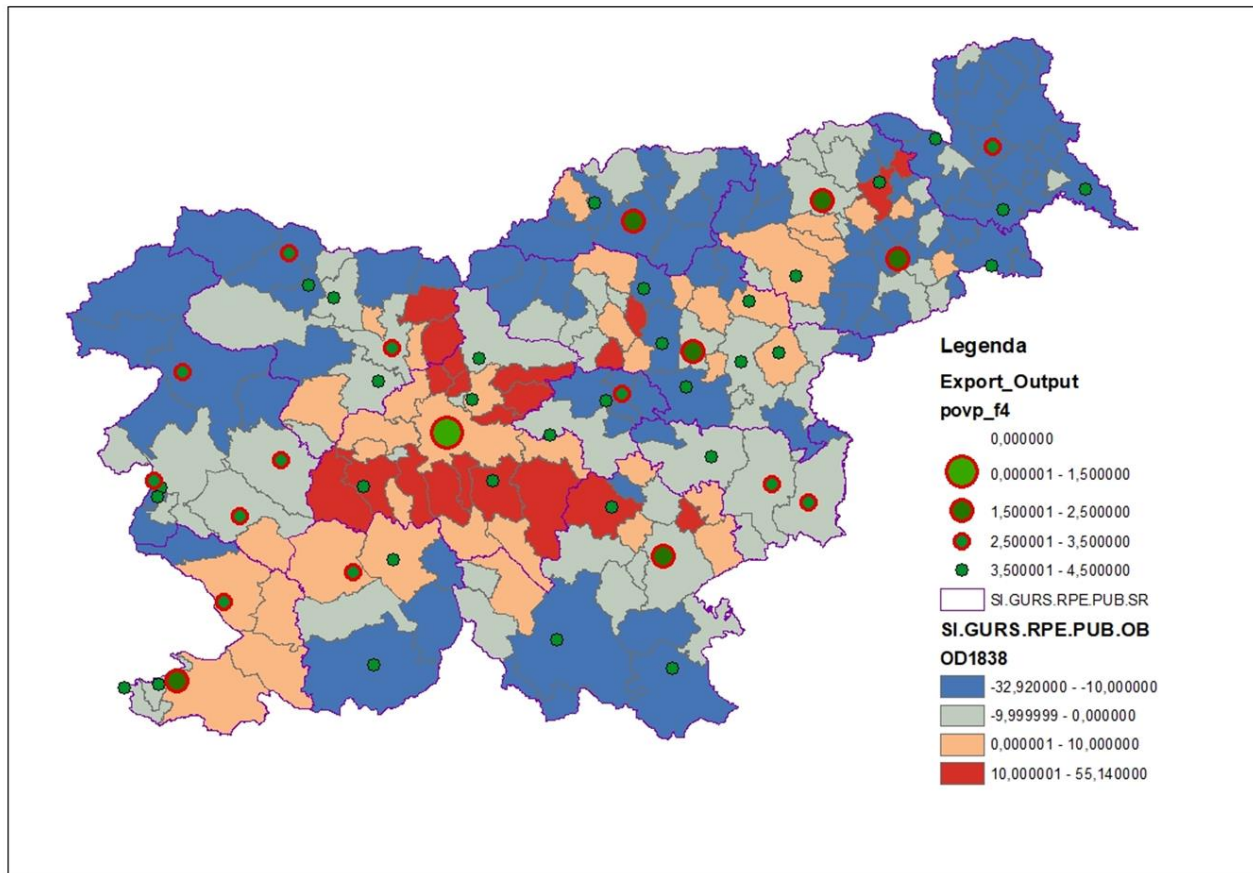 Legenda
Export_Output
povp_f4
0,000000
0,000001 - 1,500000
1,500001 - 2,500000
2,500001 - 3,500000
3,500001 - 4,500000
SI.GURS.RPE.PUB.SR
SI.GURS.RPE.PUB.OB
OD1838
-32,920000 - -10,000000
-9,999999 - 0,000000
0,000001 - 10,000000
10,000001 - 55,140000